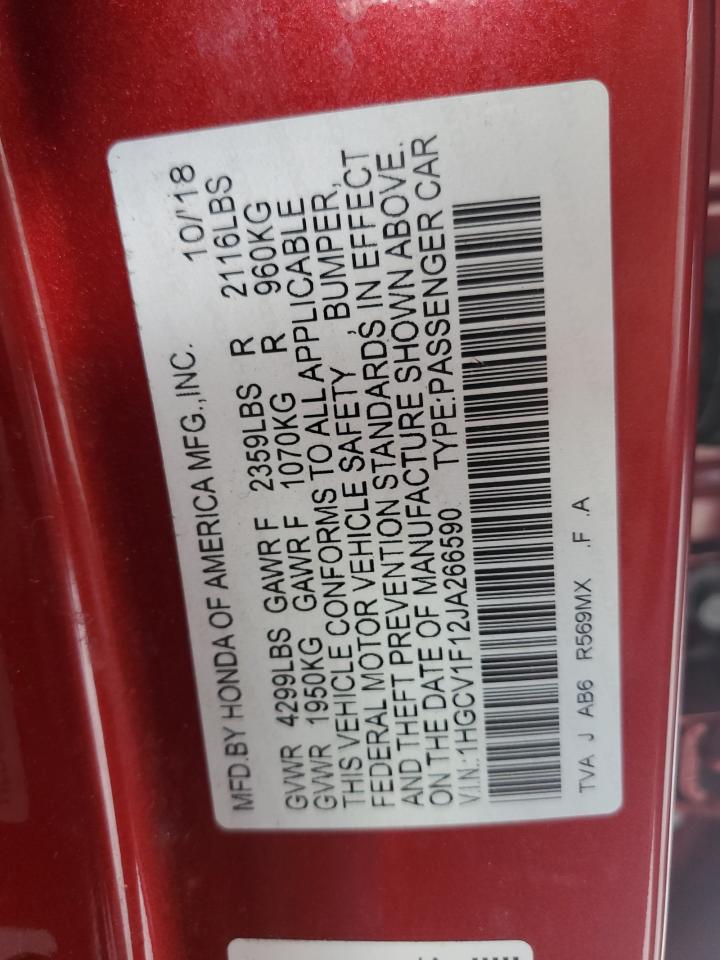 MFD.BY HONDA OF AMERICA MFG.,INC. 10/'18
GVWR 4299LBS GAWR F 2359LBS R 2116LBS
GVWR 1950KG GAWR F 1070KG R 960KG
THIS VEHICLE CONFORMS TO ALL APPLICABLE
FEDERAL MOTOR VEHICLE SAFETY , BUMPER,
AND THEFT PREVENTION STANDARDS IN EFFECT
ON THE DATE OF MANUFACTURE SHOWN ABOVE.
V.I.N.:1HGCV1F12JA266590 TYPE:PASSENGER CAR
TVA J AB6 R569MX .F .A